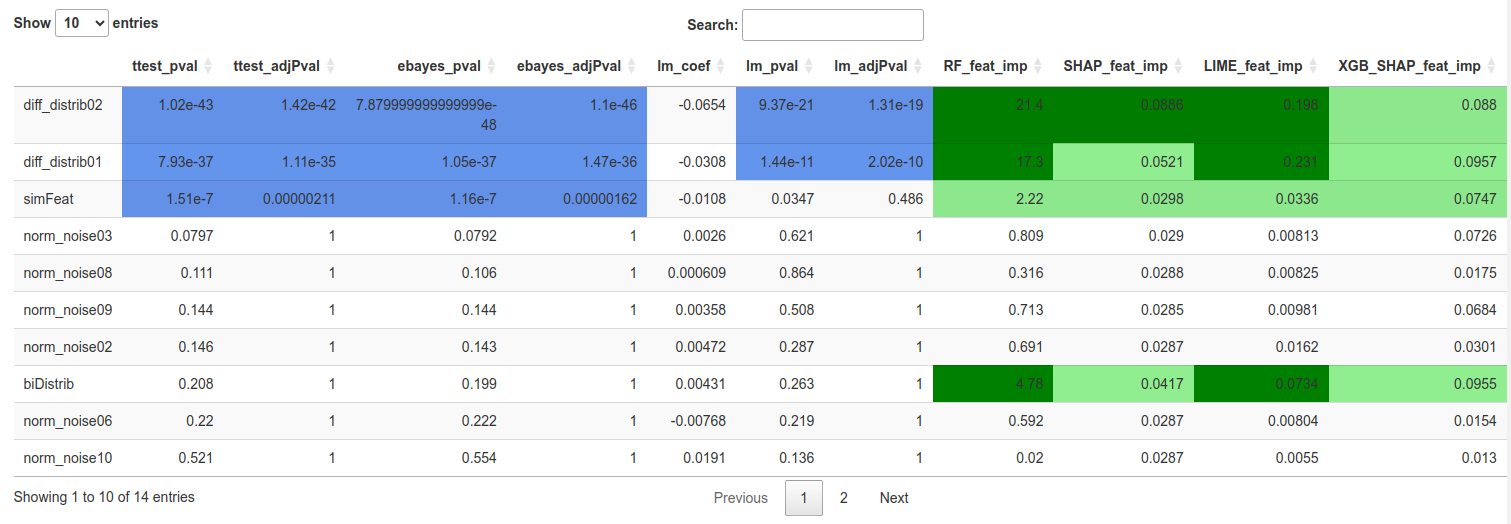 Show 10 entries Search:
ttest_pval ttest_adjPval ebayes_pval ebayes_adjPval lm_coef lm_pval lm_adjPval RF_feat_imp SHAP_feat_imp LIME_feat_imp XGB_SHAP_feat_imp
diff_distrib02 1.02e-43 1.42e-42 7.879999999999999e- 1.1e-46 -0.0654 9.37e-21 1.31e-19 21.4 0.0886 0.198 0.088
48
diff_distrib01 7.93e-37 1.11e-35 1.05e-37 1.47e-36 -0.0308 1.44e-11 2.02e-10 17.3 0.0521 0.231 0.0957
simFeat 1.51e-7 0.00000211 1.16e-7 0.00000162 -0.0108 0.0347 0.486 2.22 0.0298 0.0336 0.0747
norm_noise03 0.0797 1 0.0792 1 0.0026 0.621 1 0.809 0.029 0.00813 0.0726
norm_noise08 0.111 1 0.106 1 0.000609 0.864 1 0.316 0.0288 0.00825 0.0175
norm_noise09 0.144 1 0.144 1 0.00358 0.508 1 0.713 0.0285 0.00981 0.0684
norm_noise02 0.146 1 0.143 1 0.00472 0.287 1 0.691 0.0287 0.0162 0.0301
biDistrib 0.208 1 0.199 1 0.00431 0.263 1 4.78 0.0417 0.0734 0.0955
norm_noise06 0.22 1 0.222 1 -0.00768 0.219 1 0.592 0.0287 0.00804 0.0154
norm_noise10 0.521 1 0.554 1 0.0191 0.136 1 0.02 0.0287 0.0055 0.013
Showing 1 to 10 of 14 entries Previous 1 2 Next